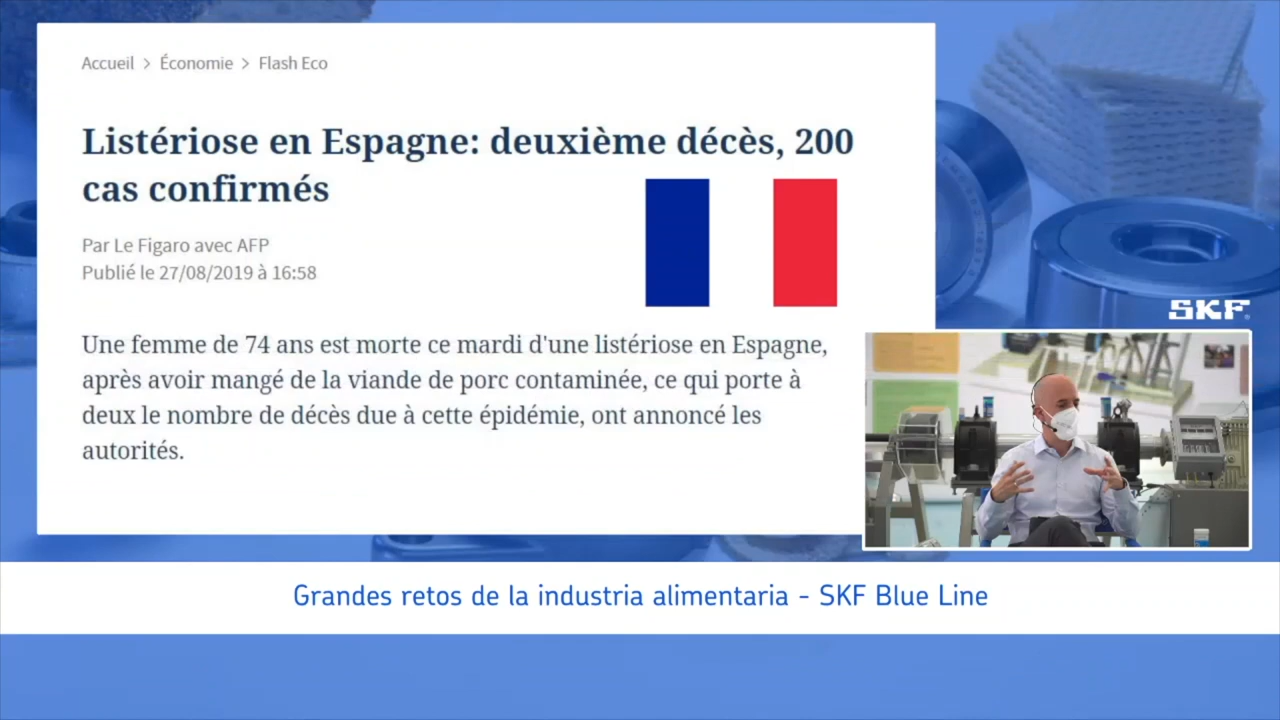 Accueil > Économie > Flash Eco
Listériose en Espagne: deuxième décès, 200
cas confirmés
Par Le Figaro avec AFP
Publié le 27/08/2019 à 16:58
Une femme de 74 ans est morte ce mardi d'une listériose en Espagne,
après avoir mangé de la viande de porc contaminée, ce qui porte à
deux le nombre de décès due à cette épidémie, ont annoncé les
autorités.
SKF
Grandes retos de la industria alimentaria - SKF Blue Line